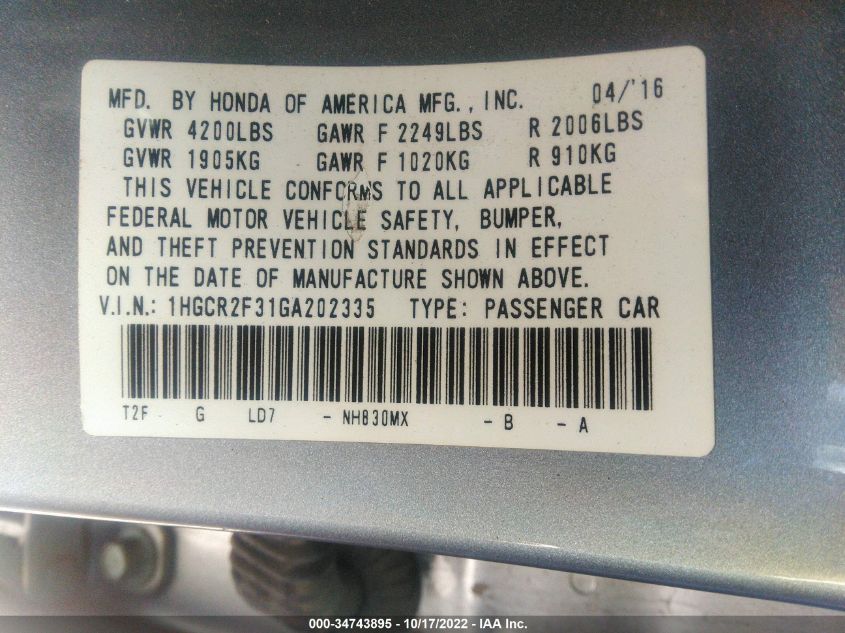 MFD. BY HONDA OF AMERICA MFG., INC. 04/'16
GVWR 4200LBS GAWR F 2249LBS R 2006LBS
GVWR 1905KG GAWR F 1020KG R 910KG
THIS VEHICLE CONFORMS TO ALL APPLICABLE
FEDERAL MOTOR VEHICLE SAFETY, BUMPER,
AND THEFT PREVENTION STANDARDS IN EFFECT
ON THE DATE OF MANUFACTURE SHOWN ABOVE.
V.I.N.: 1HGCR2F31GA202335 TYPE: PASSENGER CAR
T2F G LD7 - NH830MX - B - A
000-34743895 - 10/17/2022 - IAA Inc.